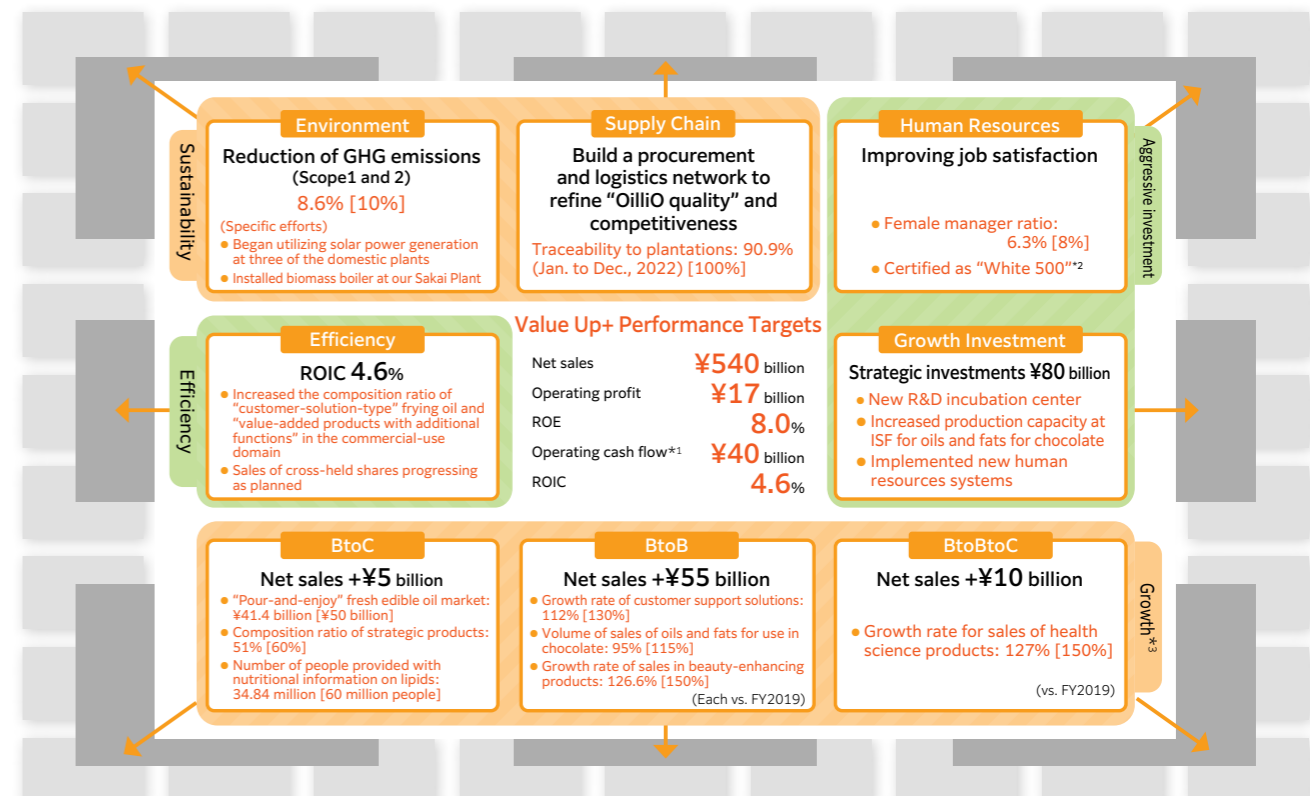 Sustainability
Environment
Reduction of GHG emissions
(Scope1 and 2)
8.6% [10%]
(Specific efforts)
● Began utilizing solar power generation
at three of the domestic plants
● Installed biomass boiler at our Sakai Plant
Supply Chain
Build a procurement
and logistics network to
refine “OilliO quality” and
competitiveness
Traceability to plantations: 90.9%
(Jan. to Dec., 2022) [100%]
Human Resources
Improving job satisfaction
● Female manager ratio:
6.3% [8%]
● Certified as “White 500”*2
Aggressive investment
Efficiency
Efficiency
ROIC 4.6%
● Increased the composition ratio of
“customer-solution-type” frying oil and
“value-added products with additional
functions” in the commercial-use
domain
● Sales of cross-held shares progressing
as planned
Value Up+ Performance Targets
Net sales ¥540 billion
Operating profit ¥17 billion
ROE 8.0%
Operating cash flow*1 ¥40 billion
ROIC 4.6%
Growth Investment
Strategic investments ¥80 billion
● New R&D incubation center
● Increased production capacity at
ISF for oils and fats for chocolate
● Implemented new human
resources systems
BtoC
Net sales +¥5 billion
● “Pour-and-enjoy” fresh edible oil market:
¥41.4 billion [¥50 billion]
● Composition ratio of strategic products:
51% [60%]
● Number of people provided with
nutritional information on lipids:
34.84 million [60 million people]
BtoB
Net sales +¥55 billion
● Growth rate of customer support solutions:
112% [130%]
● Volume of sales of oils and fats for use in
chocolate: 95% [115%]
● Growth rate of sales in beauty-enhancing
products: 126.6% [150%]
(Each vs. FY2019)
BtoBtoC
Net sales +¥10 billion
● Growth rate for sales of health
science products: 127% [150%]
(vs. FY2019)
Growth*3